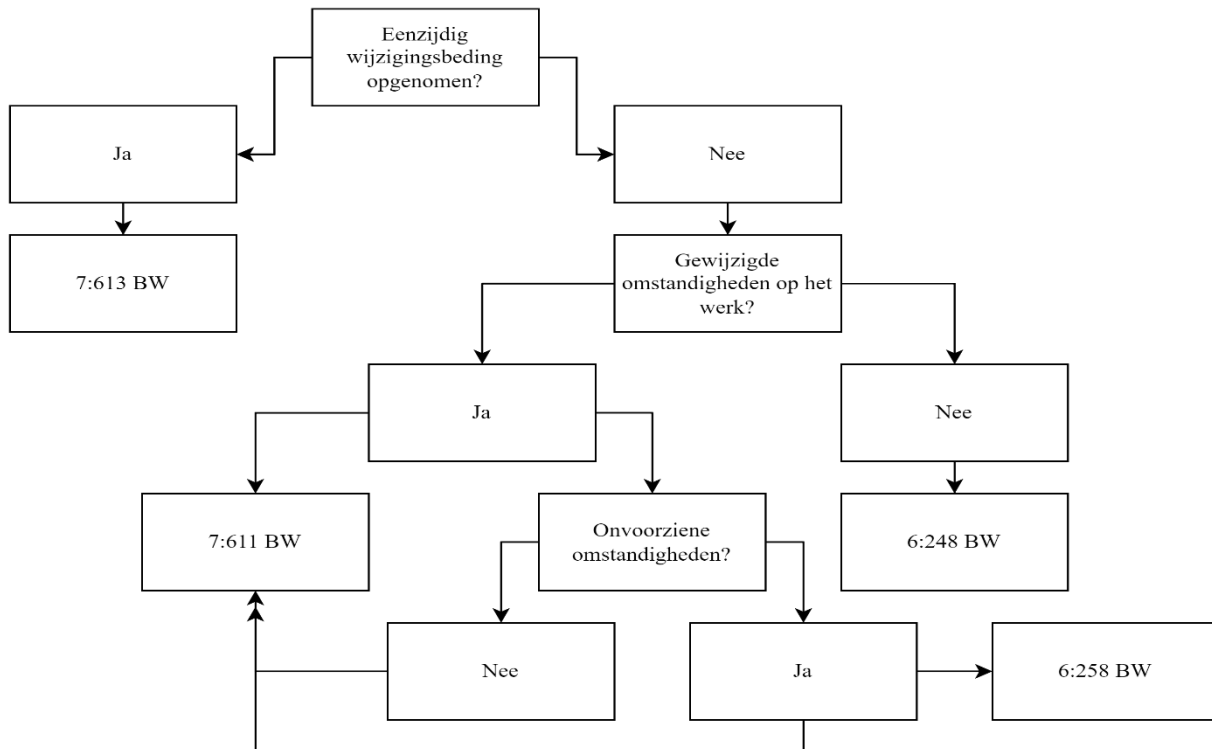 Eenzijdig
wijzigingsbeding
opgenomen?
Ja
Nee
7:613 BW
Gewijzigde
omstandigheden op het
werk?
Ja
Nee
7:611 BW
Onvoorziene
omstandigheden?
6:248 BW
Nee
Ja
6:258 BW